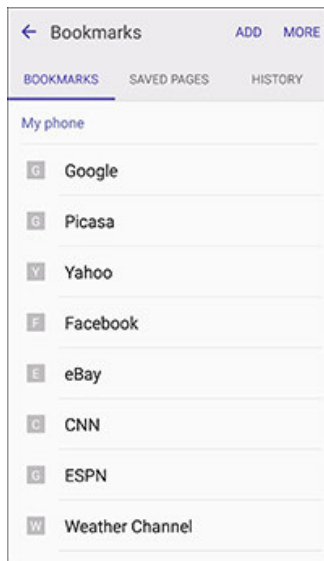 ← Bookmarks ADD MORE
BOOKMARKS SAVED PAGES HISTORY
My phone
G Google
G Picasa
Y Yahoo
F Facebook
E eBay
C CNN
G ESPN
W Weather Channel